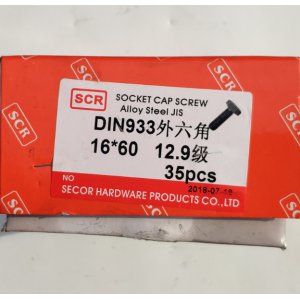 SCR
SOCKET CAP SCREW
Alloy Steel JIS
DIN933外六角
16*60 12.9级
35pcs
NO
2018-07-18
SECOR HARDWARE PRODUCTS CO.,LTD